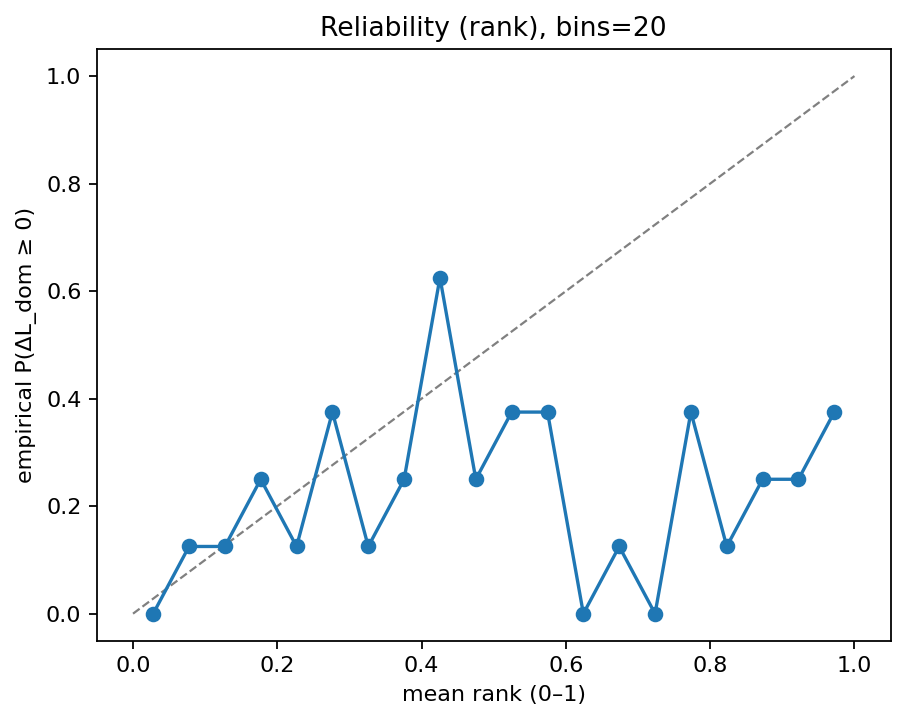 Reliability (rank), bins=20
empirical P(ΔL_dom ≥ 0)
1.0
0.8
0.6
0.4
0.2
0.0
0.0 0.2 0.4 0.6 0.8 1.0
mean rank (0–1)